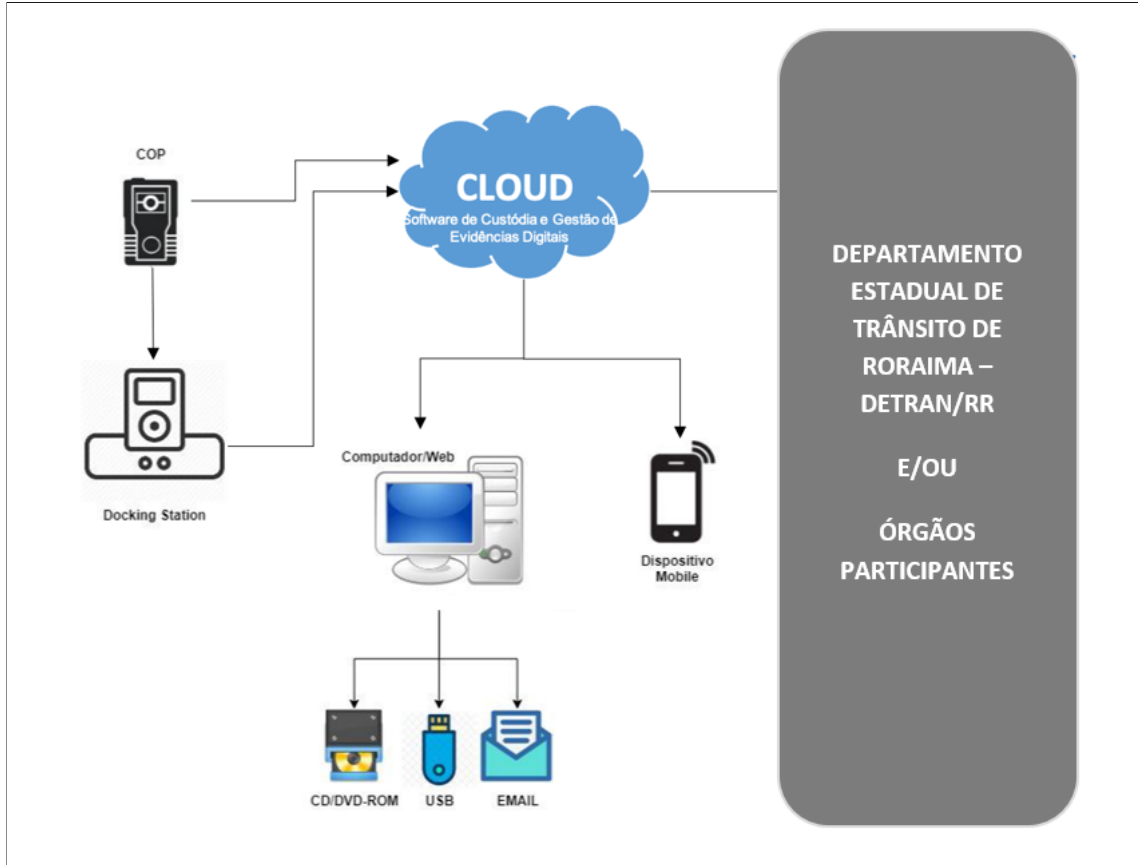 COP
CLOUD
Software de Custódia e Gestão de
Evidências Digitais
Docking Station
Computador/Web
Dispositivo
Mobile
CD/DVD-ROM
USB
EMAIL
DEPARTAMENTO
ESTADUAL DE
TRÂNSITO DE
RORAIMA –
DETRAN/RR
E/OU
ÓRGÃOS
PARTICIPANTES